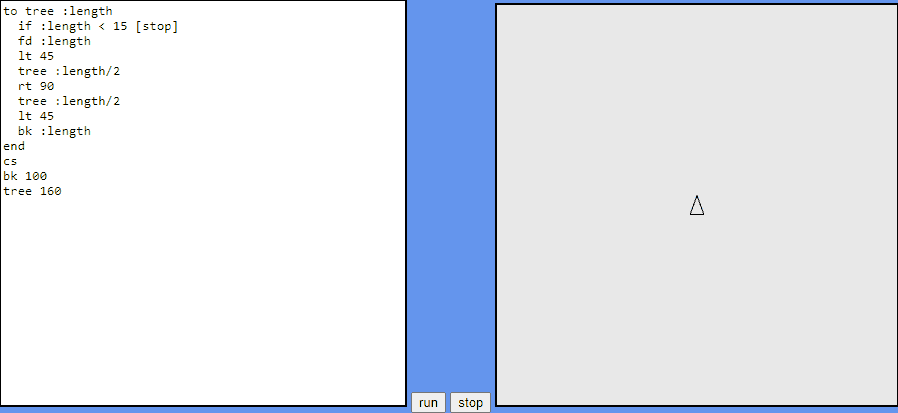 to tree :length
  if :length < 15 [stop]
  fd :length
  lt 45
  tree :length/2
  rt 90
  tree :length/2
  lt 45
  bk :length
end
cs
bk 100
tree 160
run
stop